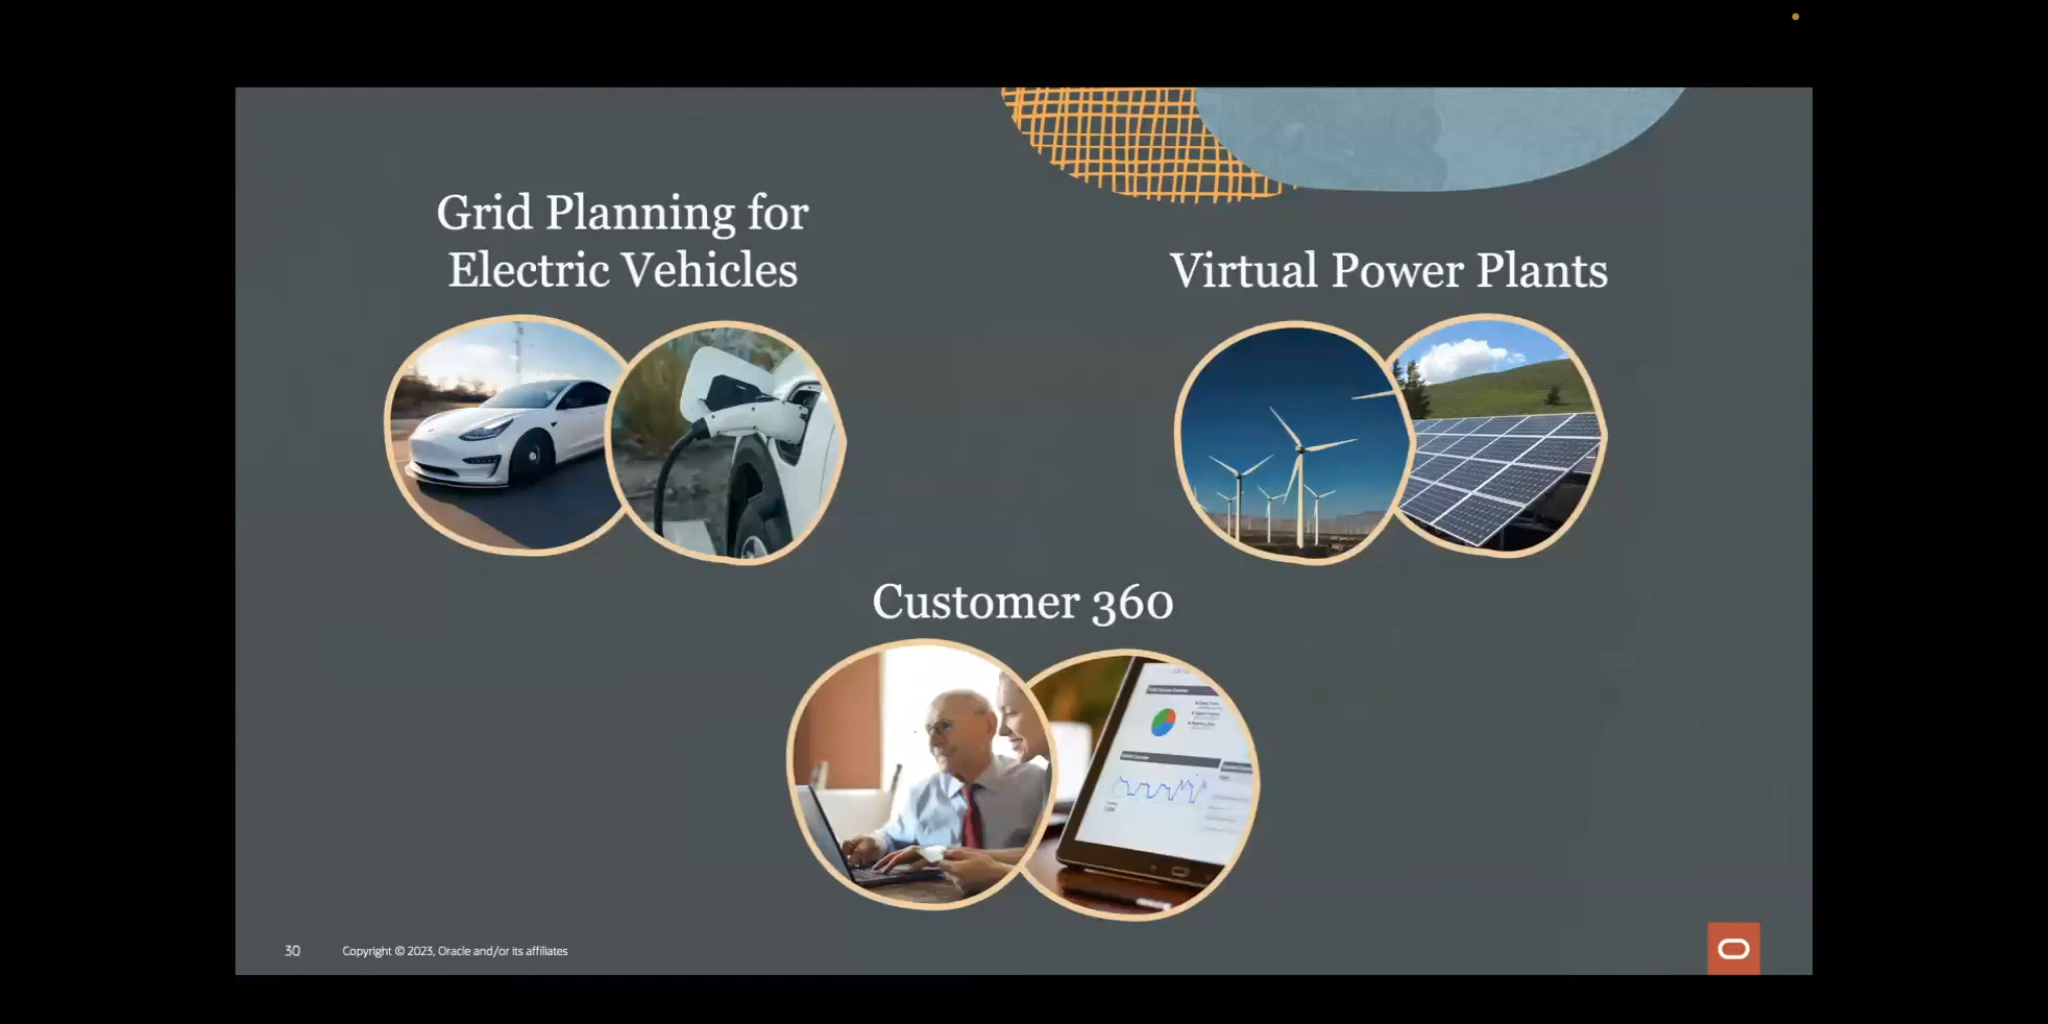 Grid Planning for
Electric Vehicles
Virtual Power Plants
Customer 360
30
Copyright © 2023, Oracle and/or its affiliates